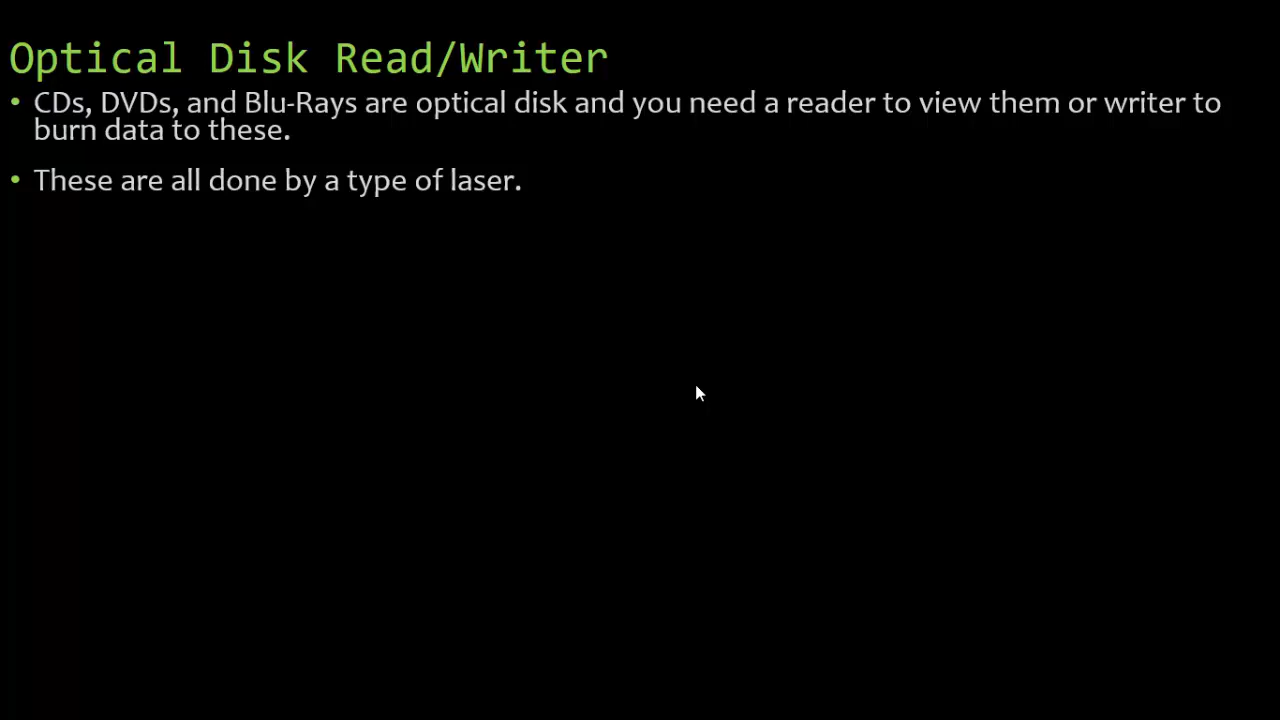 Optical Disk Read/Writer
• CDs, DVDs, and Blu-Rays are optical disk and you need a reader to view them or writer to
burn data to these.
• These are all done by a type of laser.